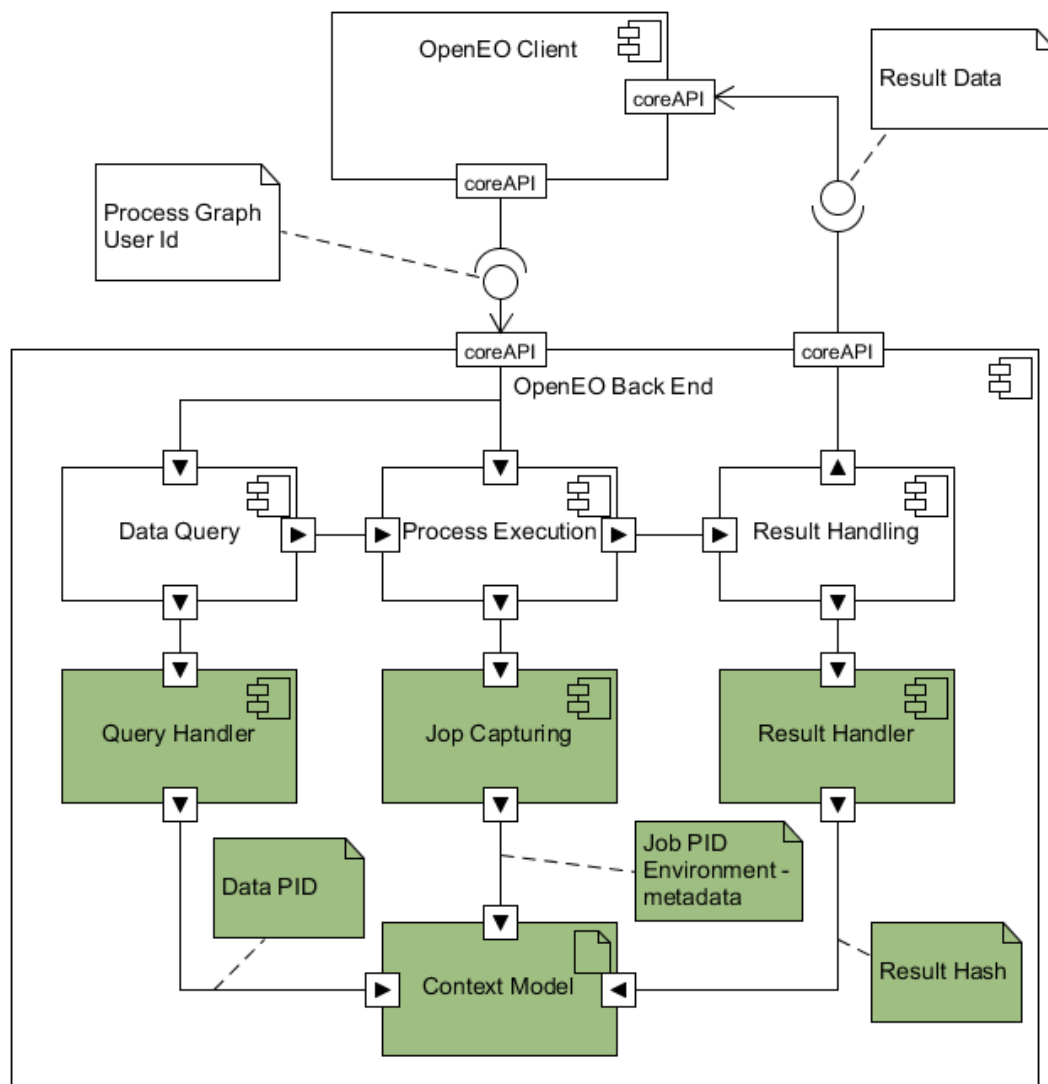 OpenEO Client
coreAPI
Result Data
coreAPI
Process Graph
User Id
coreAPI
coreAPI
OpenEO Back End
Data Query
Process Execution
Result Handling
Query Handler
Jop Capturing
Result Handler
Data PID
Job PID
Environment -
metadata
Context Model
Result Hash